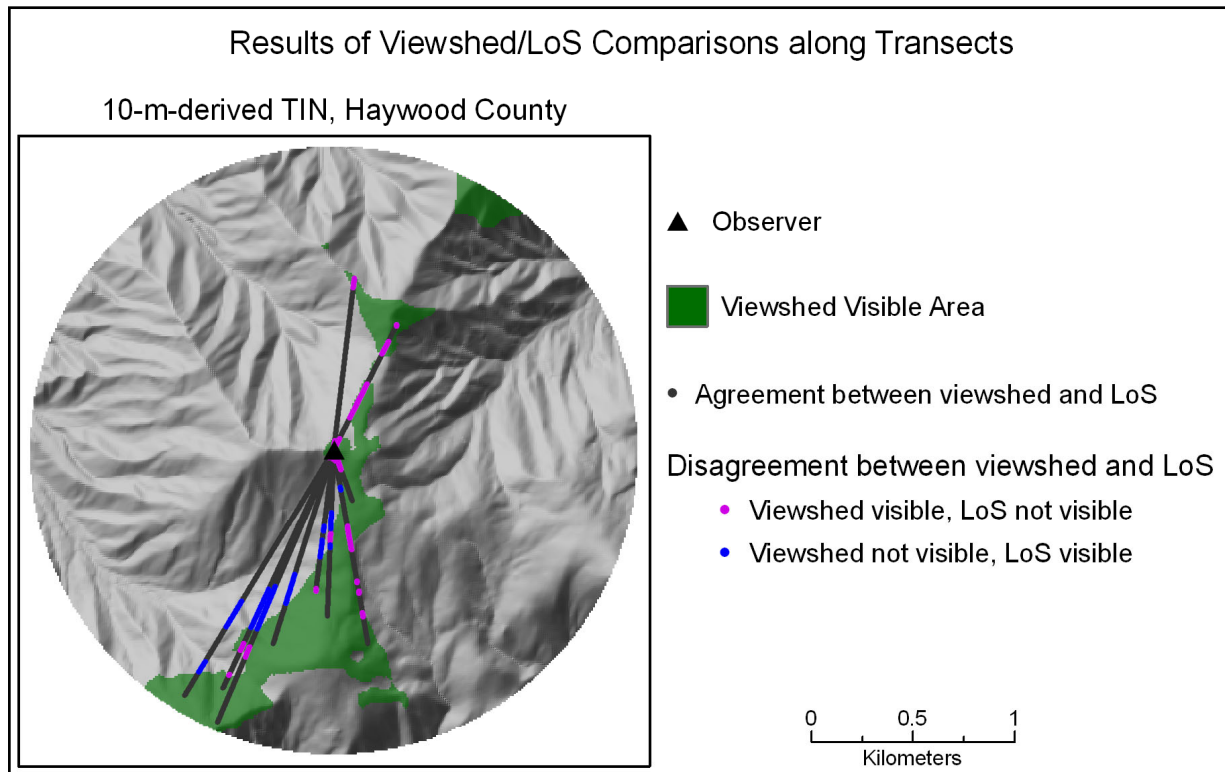 Results of Viewshed/LoS Comparisons along Transects
10-m-derived TIN, Haywood County
Observer
Viewshed Visible Area
Agreement between viewshed and LoS
Disagreement between viewshed and LoS
Viewshed visible, LoS not visible
Viewshed not visible, LoS visible
0 0.5 1
Kilometers